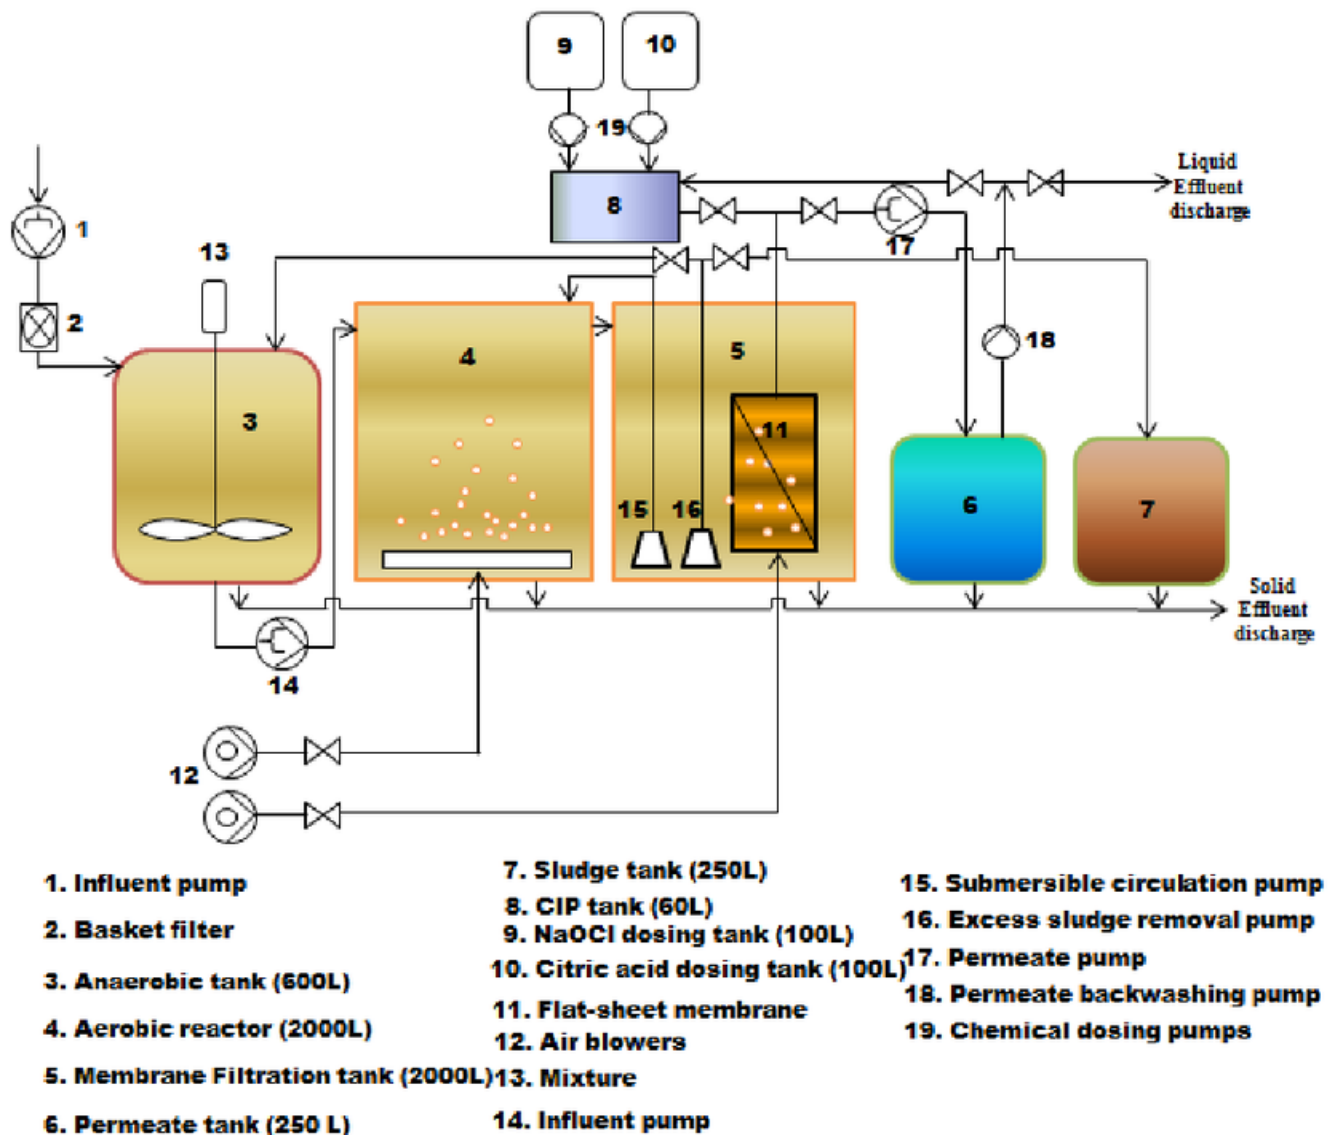 9
10
19
1
13
8
Liquid
Effluent
discharge
17
2
4
5
18
3
11
15
16
6
7
Solid
Effluent
discharge
14
12
1. Influent pump
2. Basket filter
3. Anaerobic tank (600L)
4. Aerobic reactor (2000L)
5. Membrane Filtration tank (2000L)
6. Permeate tank (250 L)
7. Sludge tank (250L)
8. CIP tank (60L)
9. NaOCl dosing tank (100L)
10. Citric acid dosing tank (100L)
11. Flat-sheet membrane
12. Air blowers
13. Mixture
14. Influent pump
15. Submersible circulation pump
16. Excess sludge removal pump
17. Permeate pump
18. Permeate backwashing pump
19. Chemical dosing pumps